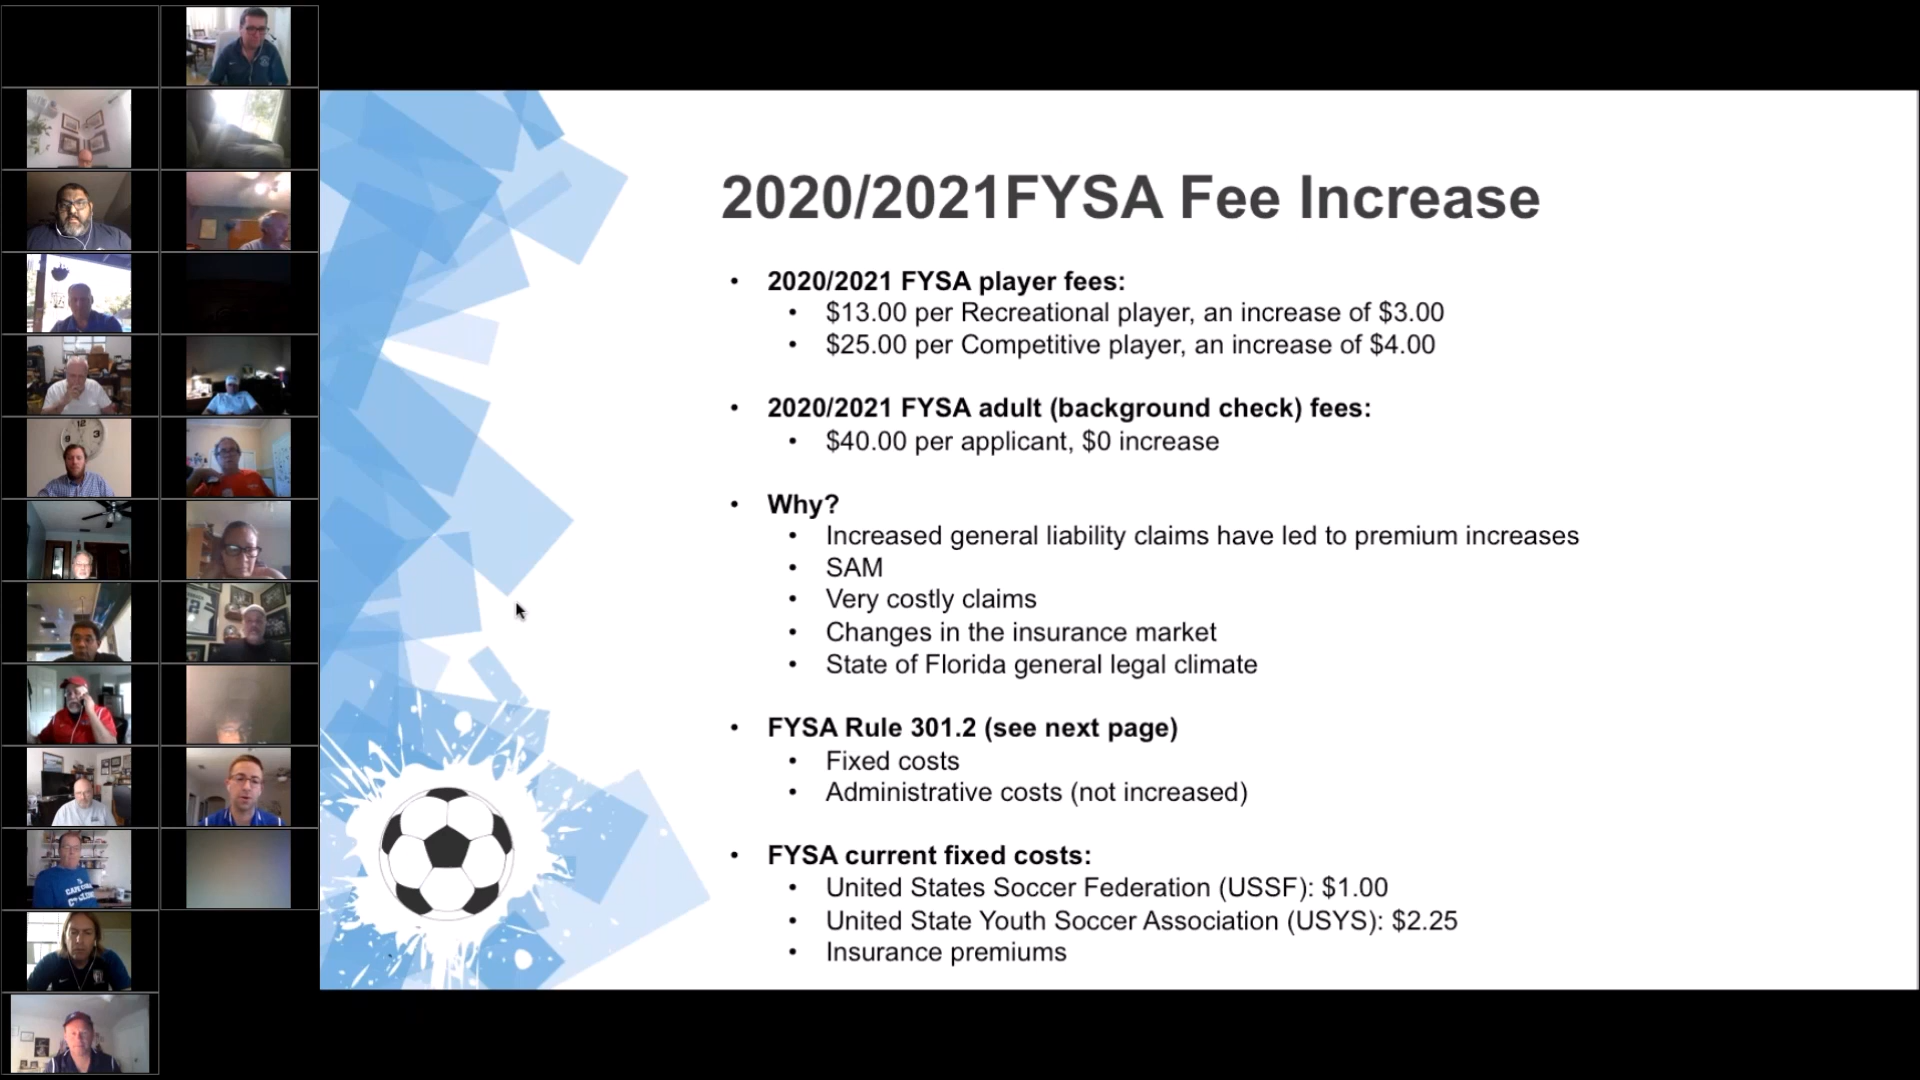 2020/2021FYSA Fee Increase
• 2020/2021 FYSA player fees:
• $13.00 per Recreational player, an increase of $3.00
• $25.00 per Competitive player, an increase of $4.00
• 2020/2021 FYSA adult (background check) fees:
• $40.00 per applicant, $0 increase
• Why?
• Increased general liability claims have led to premium increases
• SAM
• Very costly claims
• Changes in the insurance market
• State of Florida general legal climate
• FYSA Rule 301.2 (see next page)
• Fixed costs
• Administrative costs (not increased)
• FYSA current fixed costs:
• United States Soccer Federation (USSF): $1.00
• United State Youth Soccer Association (USYS): $2.25
• Insurance premiums